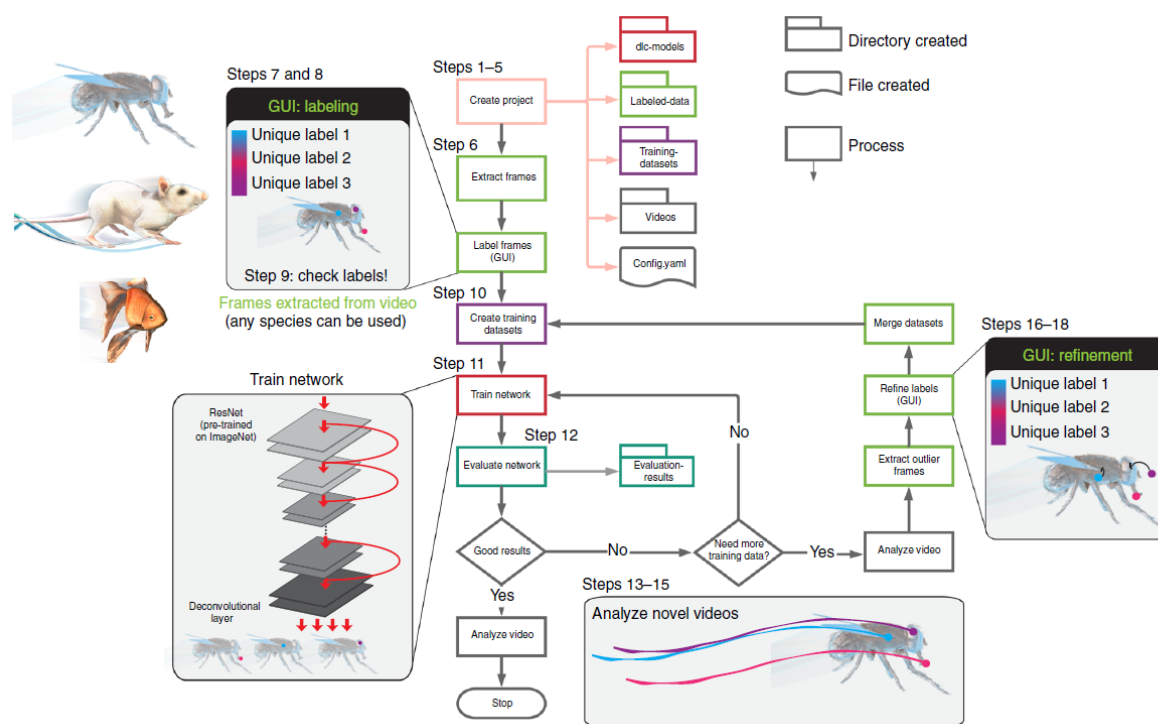 Steps 7 and 8
GUI: labeling
Unique label 1
Unique label 2
Unique label 3
Step 9: check labels!
Frames extracted from video
(any species can be used)
Steps 1–5
Create project
Step 6
Extract frames
Label frames
(GUI)
Step 10
Create training
datasets
Step 11
Train network
Step 12
Evaluate network
Evaluation-
results
Good results
No
Yes
Analyze video
Stop
dlc-models
Labeled-data
Training-
datasets
Videos
Config.yaml
Directory created
File created
Process
Need more
training data?
No
Yes
Analyze video
Extract outlier
frames
Refine labels
(GUI)
Merge datasets
Steps 16–18
GUI: refinement
Unique label 1
Unique label 2
Unique label 3
Train network
ResNet
(pre-trained
on ImageNet)
Deconvolutional
layer
Steps 13–15
Analyze novel videos